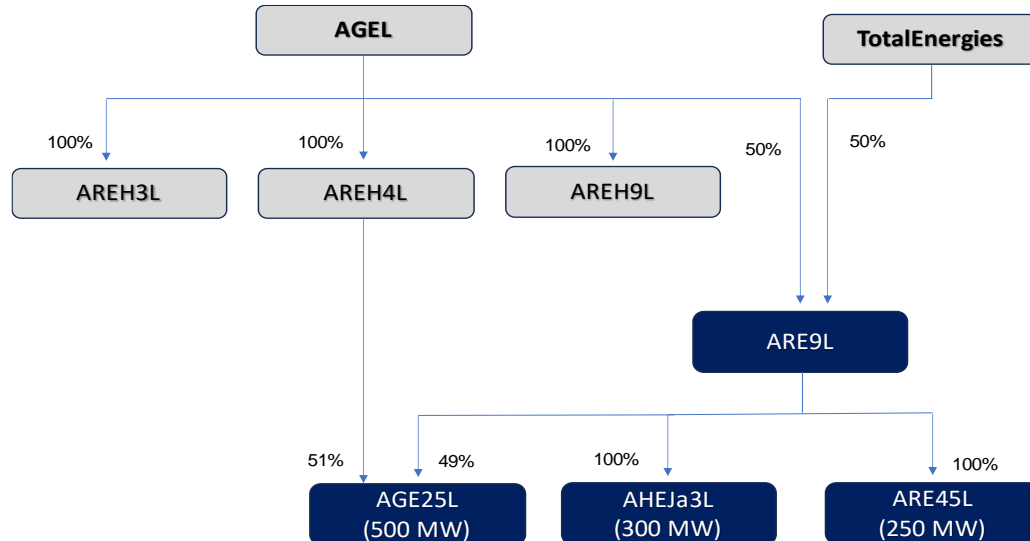 AGEL
TotalEnergies
100%
100%
100%
50%
50%
AREH3L
AREH4L
AREH9L
ARE9L
51%
49%
100%
100%
AGE25L
(500 MW)
AHEJa3L
(300 MW)
ARE45L
(250 MW)